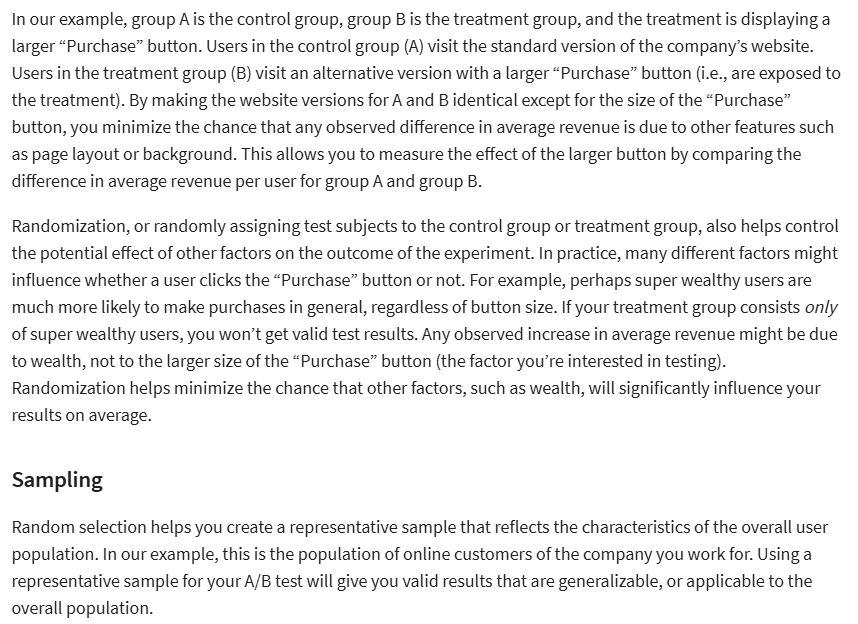 In our example, group A is the control group, group B is the treatment group, and the treatment is displaying a
larger “Purchase” button. Users in the control group (A) visit the standard version of the company’s website.
Users in the treatment group (B) visit an alternative version with a larger “Purchase” button (i.e., are exposed to
the treatment). By making the website versions for A and B identical except for the size of the “Purchase”
button, you minimize the chance that any observed difference in average revenue is due to other features such
as page layout or background. This allows you to measure the effect of the larger button by comparing the
difference in average revenue per user for group A and group B.
Randomization, or randomly assigning test subjects to the control group or treatment group, also helps control
the potential effect of other factors on the outcome of the experiment. In practice, many different factors might
influence whether a user clicks the “Purchase” button or not. For example, perhaps super wealthy users are
much more likely to make purchases in general, regardless of button size. If your treatment group consists only
of super wealthy users, you won’t get valid test results. Any observed increase in average revenue might be due
to wealth, not to the larger size of the “Purchase” button (the factor you’re interested in testing).
Randomization helps minimize the chance that other factors, such as wealth, will significantly influence your
results on average.
Sampling
Random selection helps you create a representative sample that reflects the characteristics of the overall user
population. In our example, this is the population of online customers of the company you work for. Using a
representative sample for your A/B test will give you valid results that are generalizable, or applicable to the
overall population.